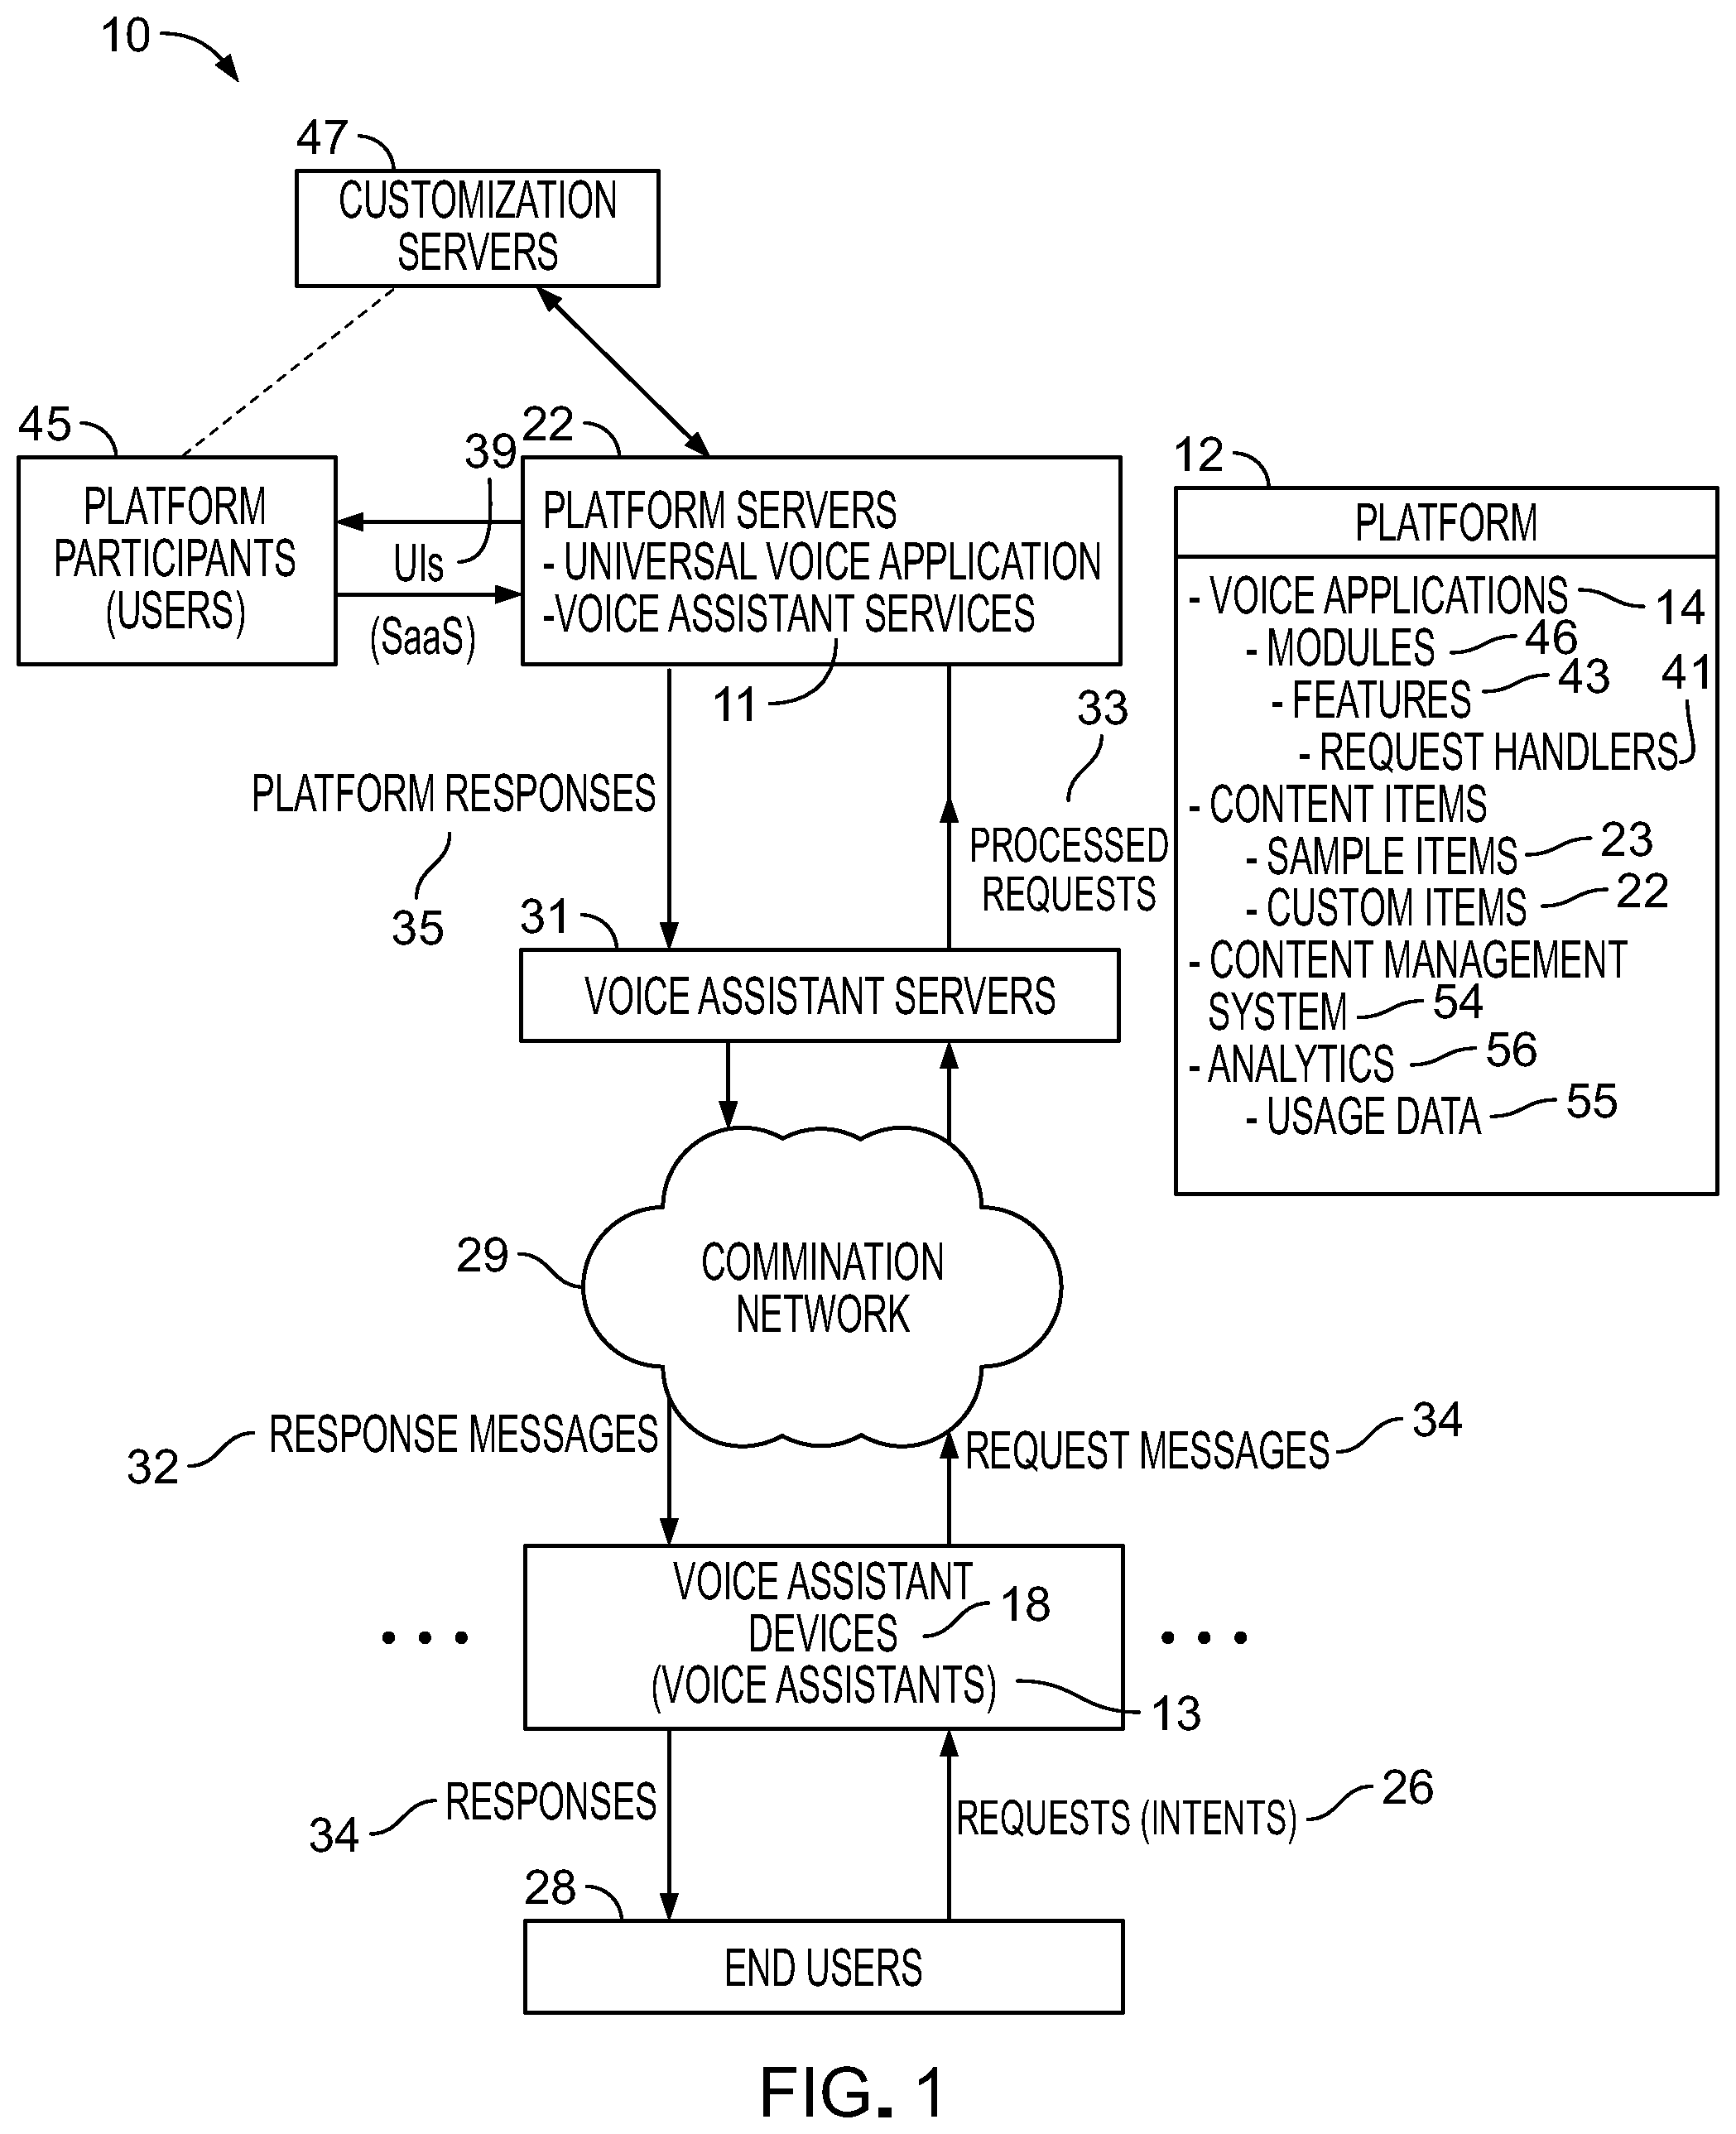 10
47
CUSTOMIZATION
SERVERS
45
PLATFORM
PARTICIPANTS
(USERS)
39
UIs
(SaaS)
22
PLATFORM SERVERS
- UNIVERSAL VOICE APPLICATION
-VOICE ASSISTANT SERVICES
11
12
PLATFORM
- VOICE APPLICATIONS 14
- MODULES 46
- FEATURES 43
- REQUEST HANDLERS 41
- CONTENT ITEMS
- SAMPLE ITEMS 23
- CUSTOM ITEMS 22
- CONTENT MANAGEMENT
SYSTEM 54
- ANALYTICS 56
- USAGE DATA 55
PLATFORM RESPONSES
35
33
PROCESSED
REQUESTS
31
VOICE ASSISTANT SERVERS
29
COMMINATION
NETWORK
32
RESPONSE MESSAGES
REQUEST MESSAGES 34
VOICE ASSISTANT
DEVICES 18
(VOICE ASSISTANTS)
13
• • •
• • •
34
RESPONSES
REQUESTS (INTENTS) 26
28
END USERS
FIG. 1